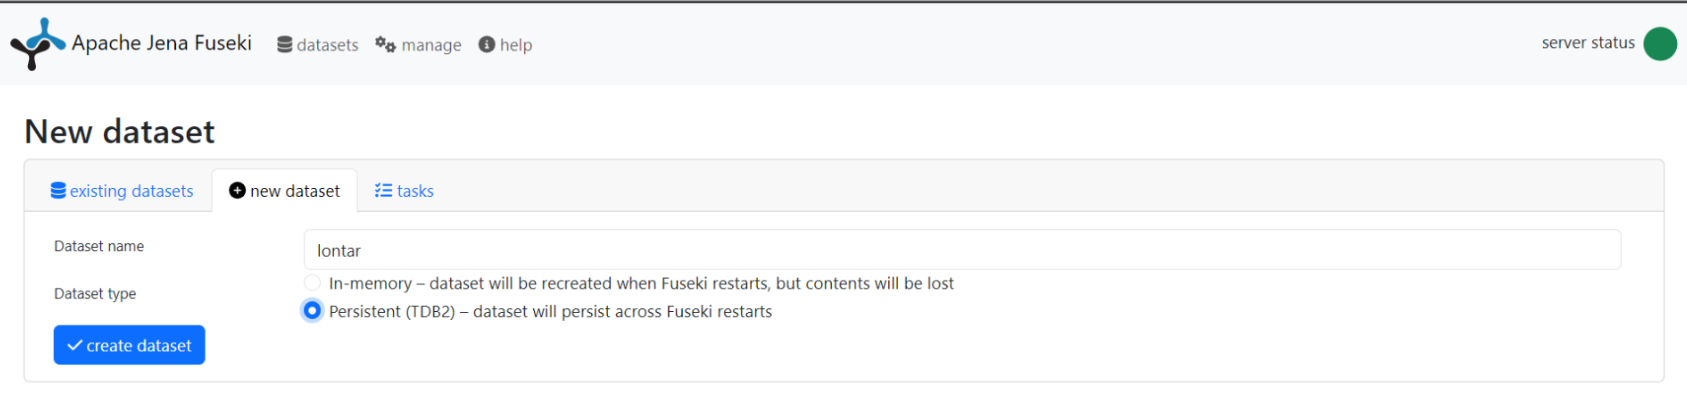 Apache Jena Fuseki datasets manage help server status
New dataset
existing datasets new dataset tasks
Dataset name lontar
Dataset type
In-memory – dataset will be recreated when Fuseki restarts, but contents will be lost
Persistent (TDB2) – dataset will persist across Fuseki restarts
create dataset